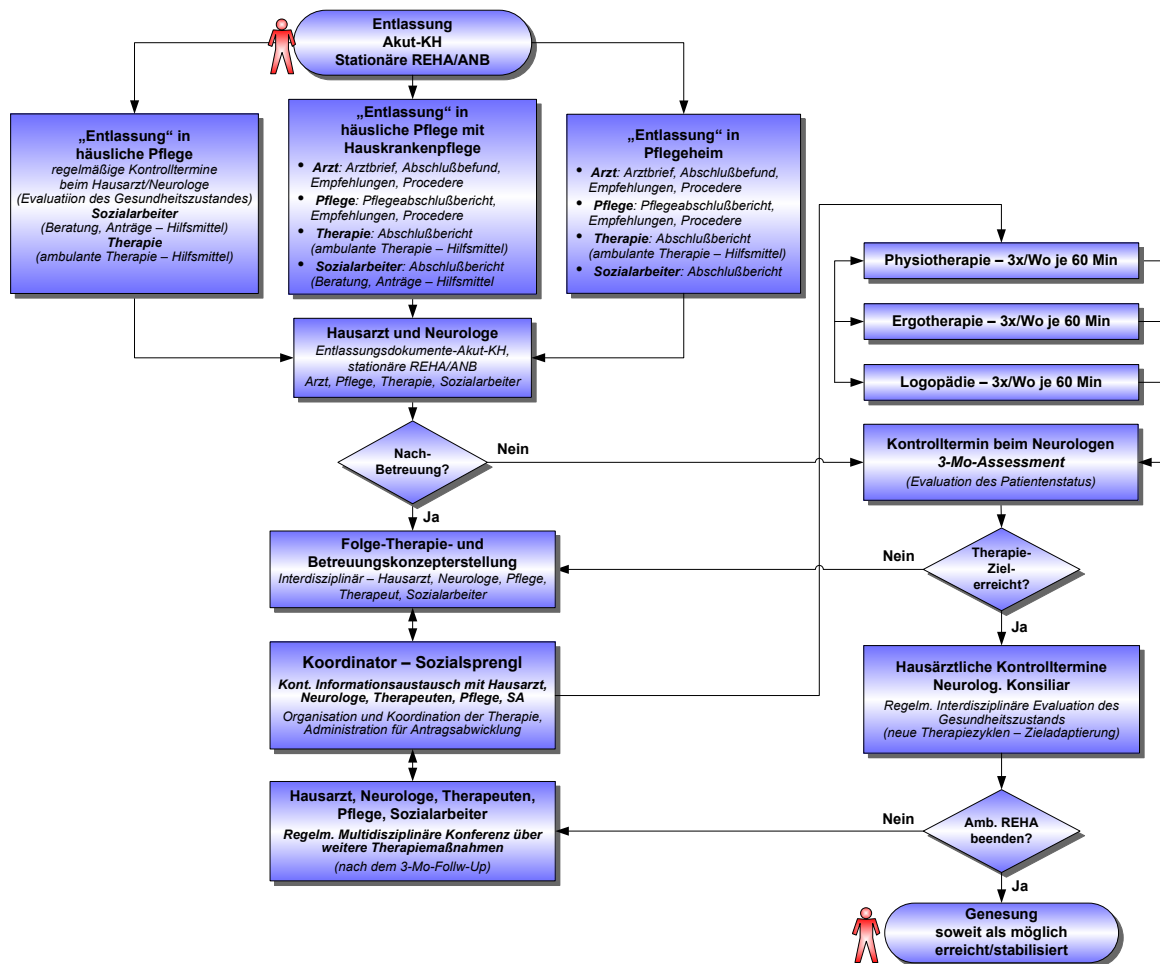 Entlassung
Akut-KH
Stationäre REHA/ANB
„Entlassung“ in
häusliche Pflege
regelmäßige Kontrolltermine
beim Hausarzt/Neurologe
(Evaluation des Gesundheitszustandes)
Sozialarbeiter
(Beratung, Anträge – Hilfsmittel)
Therapie
(ambulante Therapie – Hilfsmittel)
„Entlassung“ in
häusliche Pflege mit
Hauskrankenpflege
• Arzt: Arztbrief, Abschlußbefund,
Empfehlungen, Procedere
• Pflege: Pflegeabschlußbericht,
Empfehlungen, Procedere
• Therapie: Abschlußbericht
(ambulante Therapie – Hilfsmittel)
• Sozialarbeiter: Abschlußbericht
(Beratung, Anträge – Hilfsmittel
„Entlassung“ in
Pflegeheim
• Arzt: Arztbrief, Abschlußbefund,
Empfehlungen, Procedere
• Pflege: Pflegeabschlußbericht,
Empfehlungen, Procedere
• Therapie: Abschlußbericht
(ambulante Therapie – Hilfsmittel)
• Sozialarbeiter: Abschlußbericht
Physiotherapie – 3x/Wo je 60 Min
Ergotherapie – 3x/Wo je 60 Min
Logopädie – 3x/Wo je 60 Min
Hausarzt und Neurologe
Entlassungsdokumente-Akut-KH,
stationäre REHA/ANB
Arzt, Pflege, Therapie, Sozialarbeiter
Nach-
Betreuung?
Nein
Ja
Kontrolltermin beim Neurologen
3-Mo-Assessment
(Evaluation des Patientenstatus)
Folge-Therapie- und
Betreuungskonzepterstellung
Interdisziplinär – Hausarzt, Neurologe, Pflege,
Therapeut, Sozialarbeiter
Nein
Therapie-
Ziel-
erreicht?
Ja
Koordinator – Sozialsprengl
Kont. Informationsaustausch mit Hausarzt,
Neurologe, Therapeuten, Pflege, SA
Organisation und Koordination der Therapie,
Administration für Antragsabwicklung
Hausärztliche Kontrolltermine
Neurolog. Konsiliar
Regelm. Interdisziplinäre Evaluation des
Gesundheitszustands
(neue Therapiezyklen – Zieladaptierung)
Hausarzt, Neurologe, Therapeuten,
Pflege, Sozialarbeiter
Regelm. Multidisziplinäre Konferenz über
weitere Therapiemaßnahmen
(nach dem 3-Mo-Follw-Up)
Nein
Amb. REHA
beenden?
Ja
Genesung
soweit als möglich
erreicht/stabilisiert